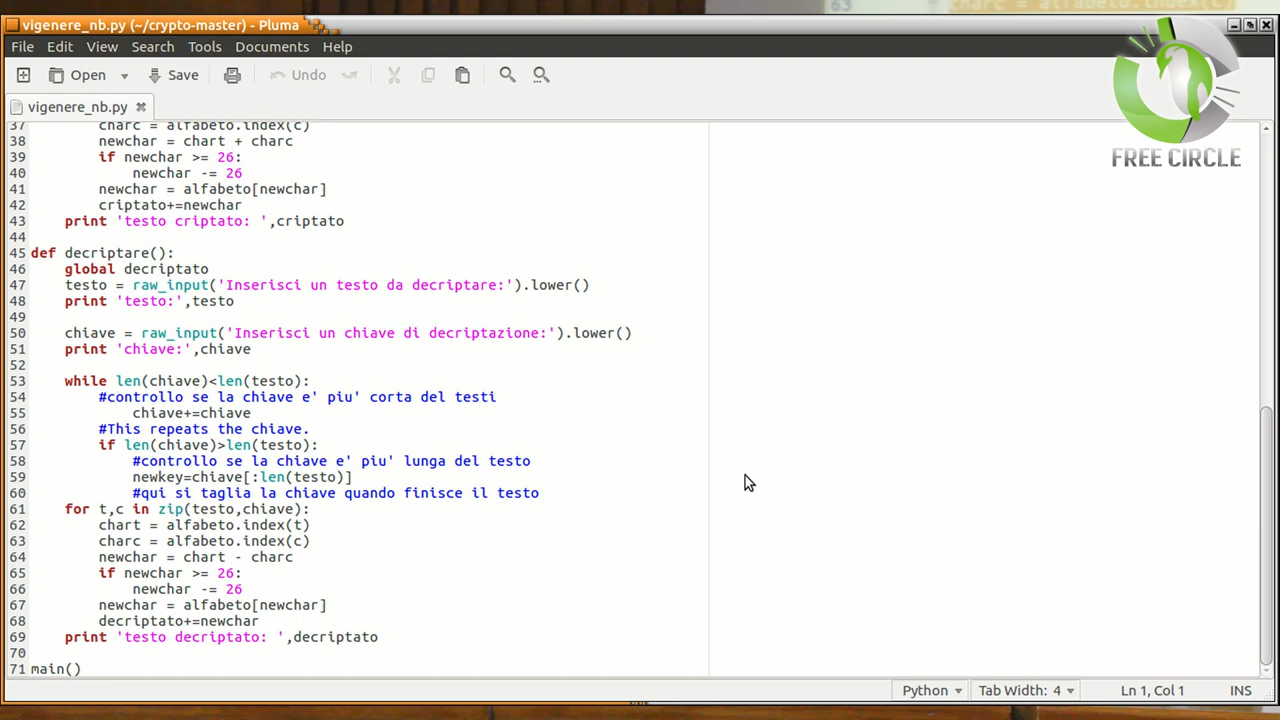 63 charc = alfabeto.index(c)
vigenere_nb.py (~/crypto-master) - Pluma
File Edit View Search Tools Documents Help
Open Save Undo
vigenere_nb.py
FREE CIRCLE
37 charc = alfabeto.index(c)
38 newchar = chart + charc
39 if newchar >= 26:
40 newchar -= 26
41 newchar = alfabeto[newchar]
42 criptato+=newchar
43 print 'testo criptato: ',criptato
44
45 def decriptare():
46 global decriptato
47 testo = raw_input('Inserisci un testo da decriptare:').lower()
48 print 'testo:',testo
49
50 chiave = raw_input('Inserisci un chiave di decriptazione:').lower()
51 print 'chiave:',chiave
52
53 while len(chiave)<len(testo):
54 #controllo se la chiave e' piu' corta del testi
55 chiave+=chiave
56 #This repeats the chiave.
57 if len(chiave)>len(testo):
58 #controllo se la chiave e' piu' lunga del testo
59 newkey=chiave[:len(testo)]
60 #qui si taglia la chiave quando finisce il testo
61 for t,c in zip(testo,chiave):
62 chart = alfabeto.index(t)
63 charc = alfabeto.index(c)
64 newchar = chart - charc
65 if newchar >= 26:
66 newchar -= 26
67 newchar = alfabeto[newchar]
68 decriptato+=newchar
69 print 'testo decriptato: ',decriptato
70
71 main()
Python Tab Width: 4 Ln 1, Col 1 INS